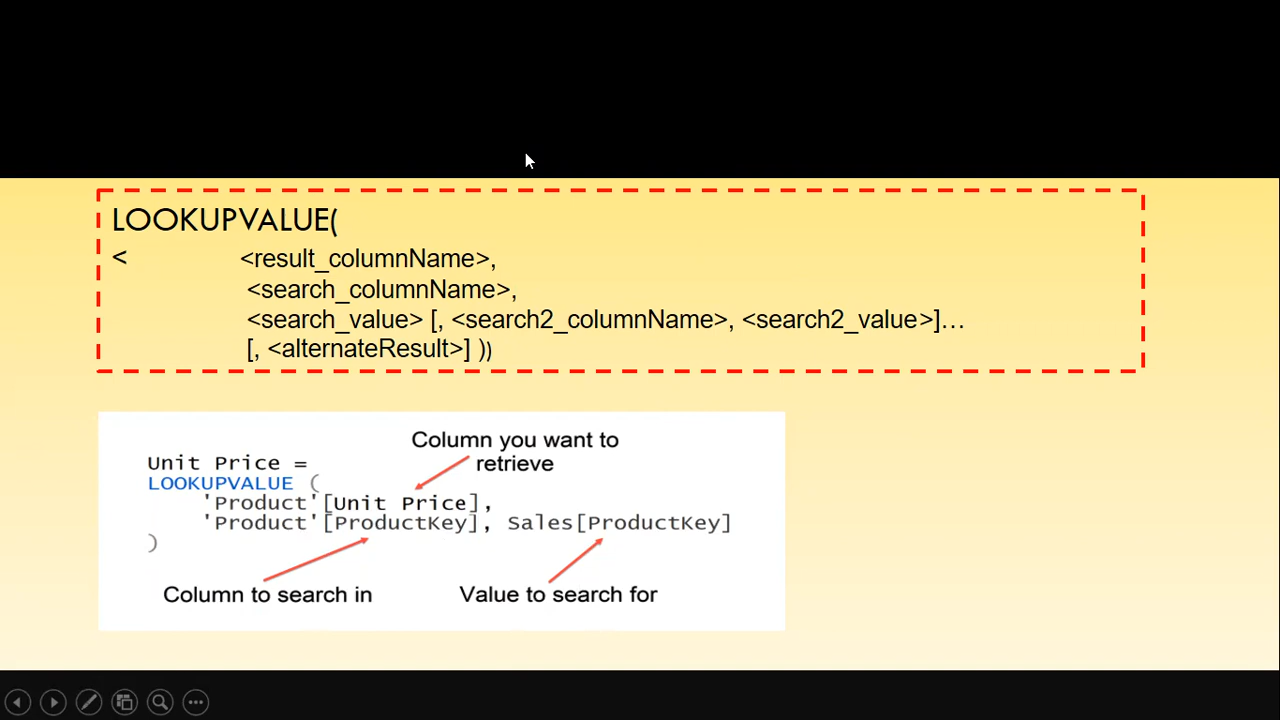 LOOKUPVALUE(
< <result_columnName>,
<search_columnName>,
<search_value> [, <search2_columnName>, <search2_value>]…
[, <alternateResult>] ))
Column you want to
retrieve
Unit Price =
LOOKUPVALUE (
'Product'[Unit Price],
'Product'[ProductKey], Sales[ProductKey]
)
Column to search in
Value to search for